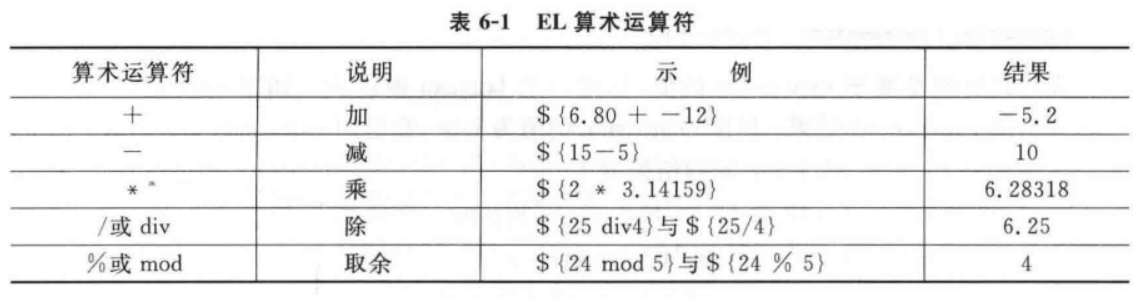 表 6-1 EL 算术运算符
算术运算符 说明 示 例 结果
+ 加 ${6.80 + -12} -5.2
- 减 ${15-5} 10
* 乘 ${2 * 3.14159} 6.28318
/或 div 除 ${25 div4}与${25/4} 6.25
%或 mod 取余 ${24 mod 5}与${24 % 5} 4